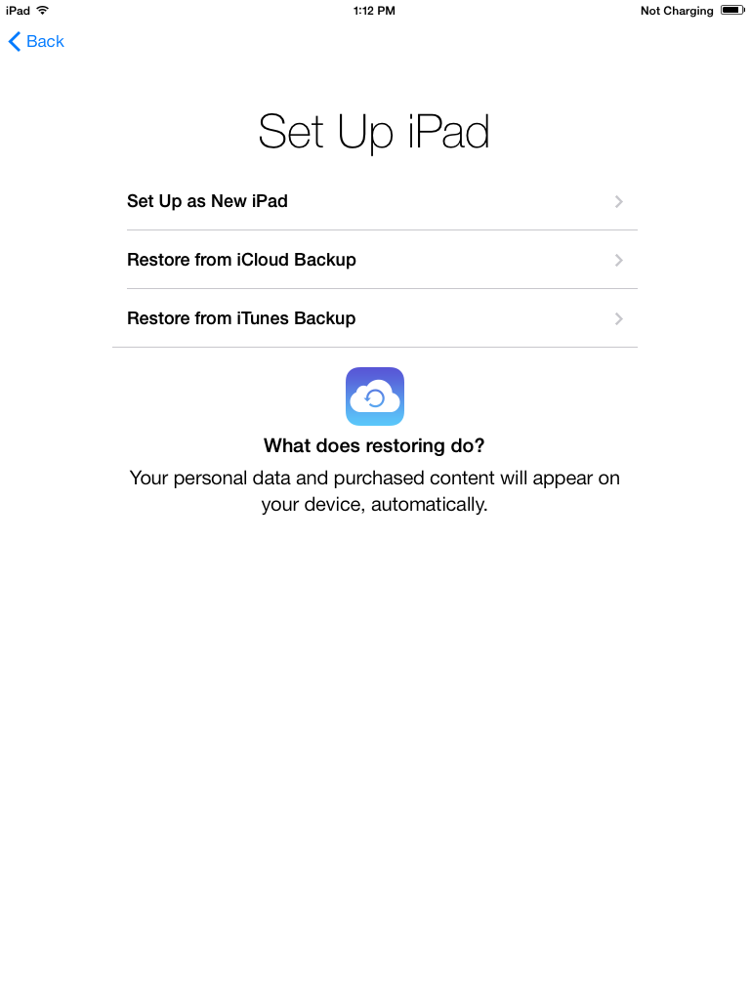 iPad 1:12 PM Not Charging
Back
Set Up iPad
Set Up as New iPad
Restore from iCloud Backup
Restore from iTunes Backup
What does restoring do?
Your personal data and purchased content will appear on
your device, automatically.